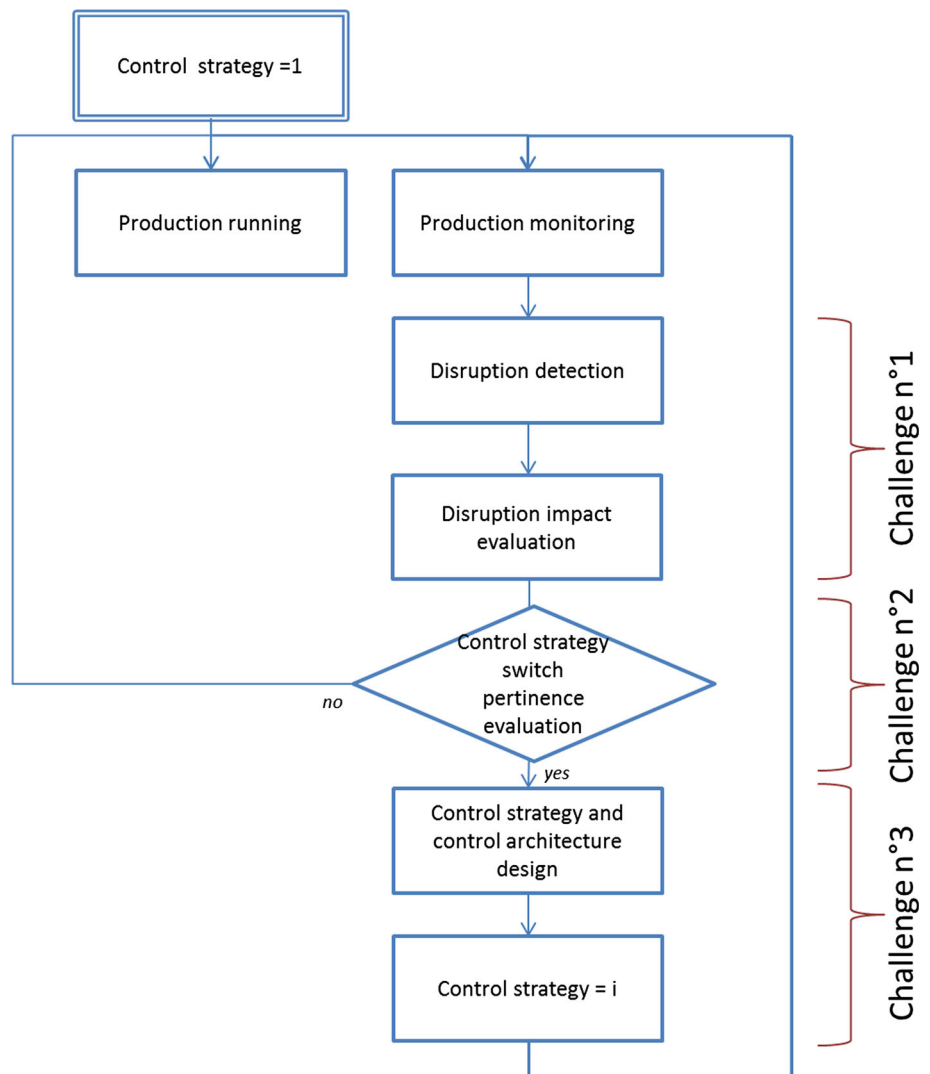 Control strategy =1
Production running
Production monitoring
Disruption detection
Disruption impact
evaluation
Control strategy
switch
pertinence
evaluation
no
yes
Control strategy and
control architecture
design
Control strategy = i
Challenge n°1
Challenge n°2
Challenge n°3